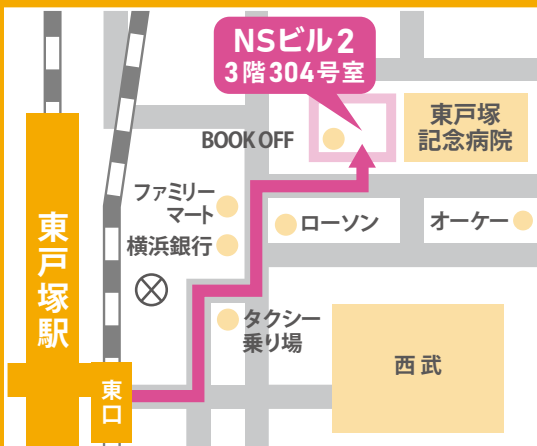 NSビル2
3階304号室
東戸塚
記念病院
BOOK OFF
ファミリー
マート
横浜銀行
ローソン
オーケー
東戸塚駅
タクシー
乗り場
西武
東口